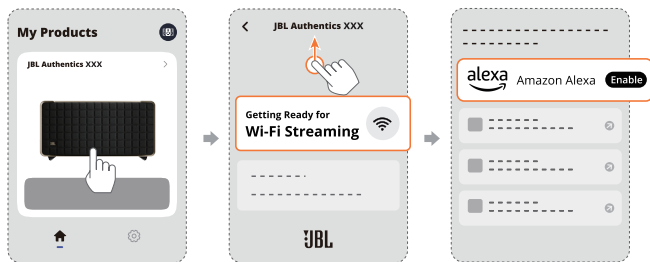 My Products
JBL Authentics XXX
JBL Authentics XXX
Getting Ready for
Wi-Fi Streaming
JBL
alexa Amazon Alexa Enable